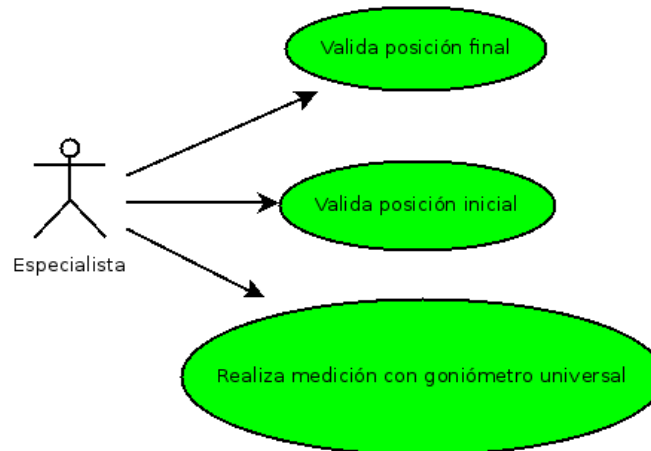 Valida posición final
Valida posición inicial
Especialista
Realiza medición con goniómetro universal